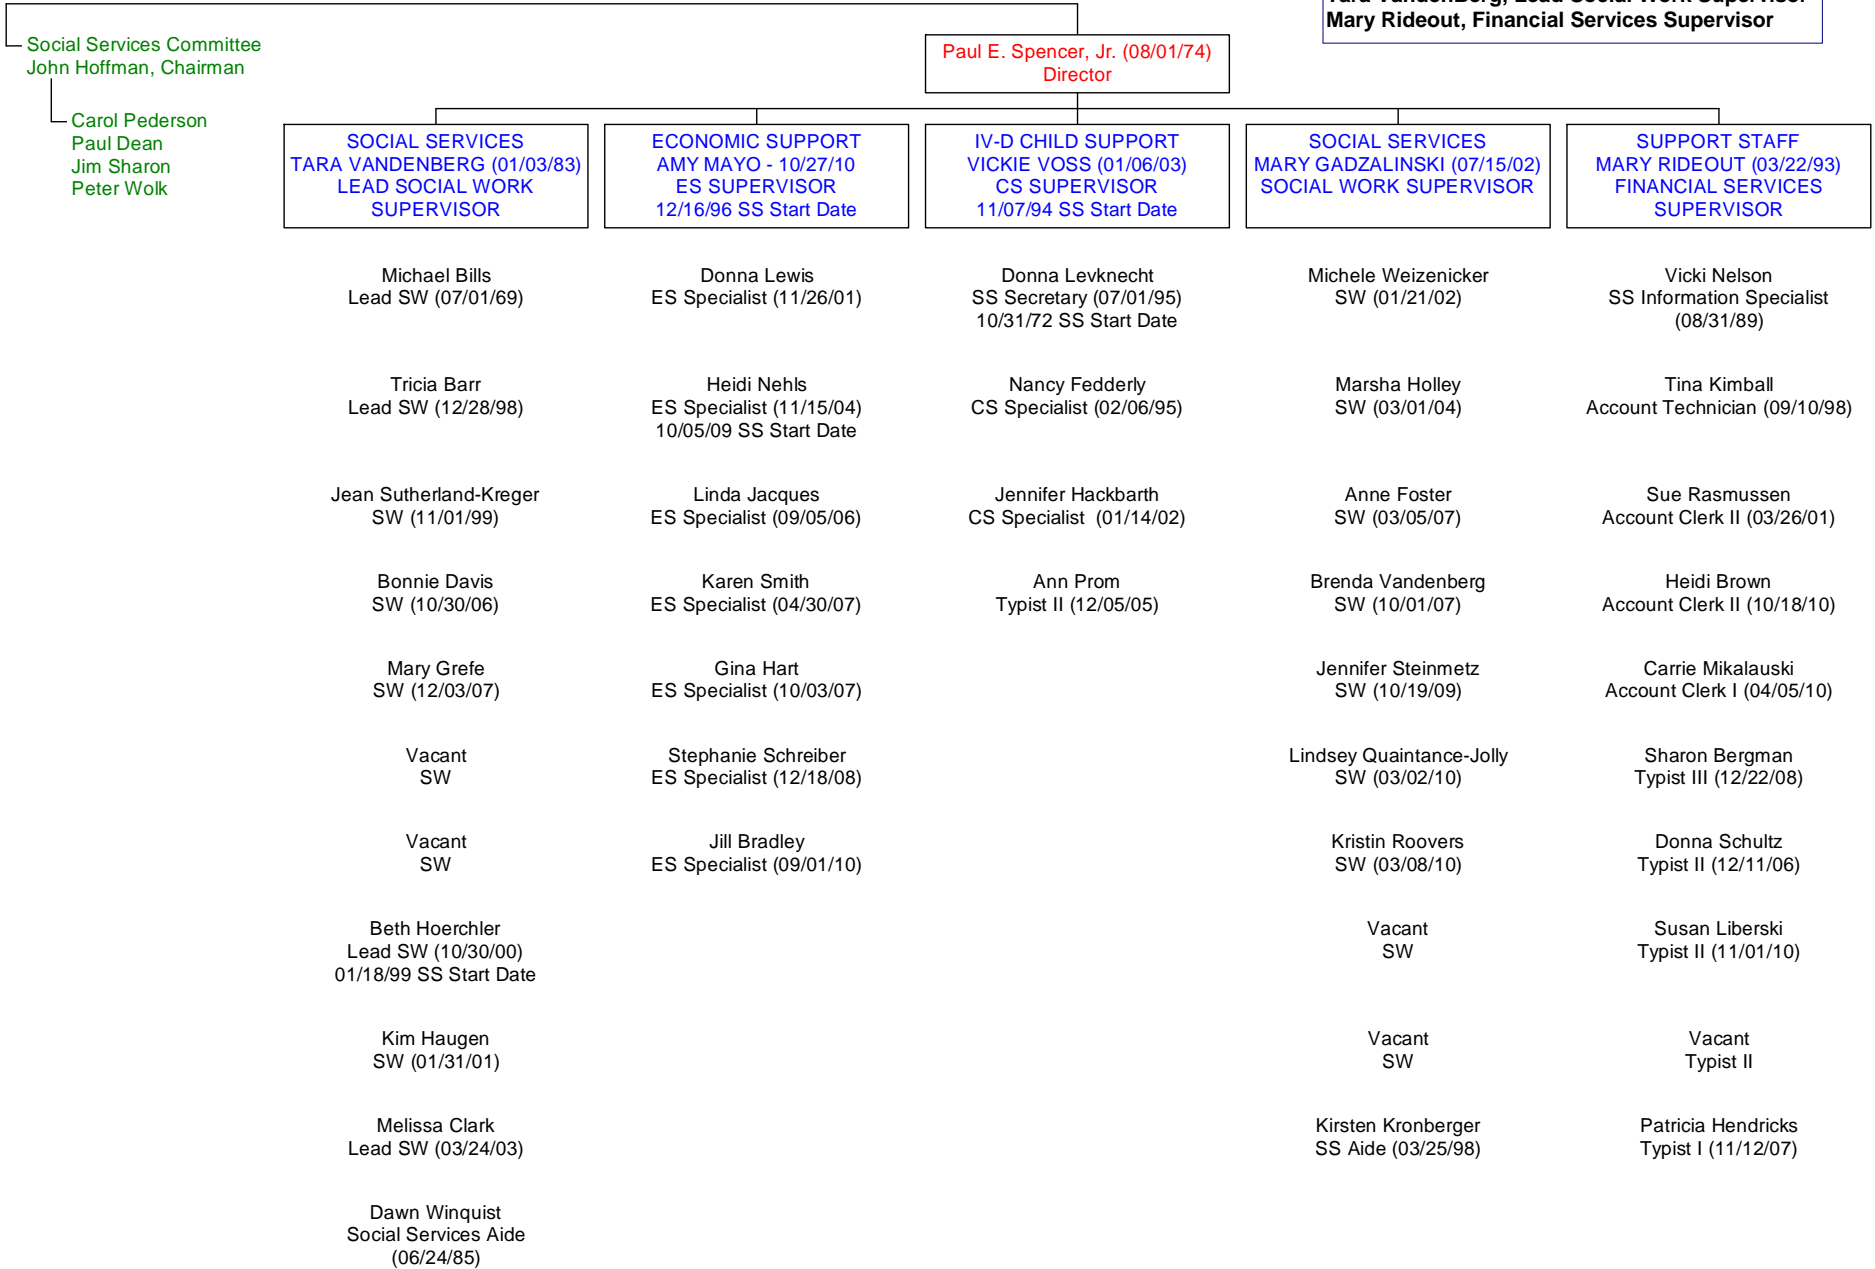 Mary Rideout, Financial Services Supervisor
Social Services Committee
John Hoffman, Chairman
Carol Pederson
Paul Dean
Jim Sharon
Peter Wolk
Paul E. Spencer, Jr. (08/01/74)
Director
SOCIAL SERVICES
TARA VANDENBERG (01/03/83)
LEAD SOCIAL WORK
SUPERVISOR
Michael Bills
Lead SW (07/01/69)
Tricia Barr
Lead SW (12/28/98)
Jean Sutherland-Kreger
SW (11/01/99)
Bonnie Davis
SW (10/30/06)
Mary Grefe
SW (12/03/07)
Vacant
SW
Vacant
SW
Beth Hoerchler
Lead SW (10/30/00)
01/18/99 SS Start Date
Kim Haugen
SW (01/31/01)
Melissa Clark
Lead SW (03/24/03)
Dawn Winquist
Social Services Aide
(06/24/85)
ECONOMIC SUPPORT
AMY MAYO - 10/27/10
ES SUPERVISOR
12/16/96 SS Start Date
Donna Lewis
ES Specialist (11/26/01)
Heidi Nehls
ES Specialist (11/15/04)
10/05/09 SS Start Date
Linda Jacques
ES Specialist (09/05/06)
Karen Smith
ES Specialist (04/30/07)
Gina Hart
ES Specialist (10/03/07)
Stephanie Schreiber
ES Specialist (12/18/08)
Jill Bradley
ES Specialist (09/01/10)
IV-D CHILD SUPPORT
VICKIE VOSS (01/06/03)
CS SUPERVISOR
11/07/94 SS Start Date
Donna Levknecht
SS Secretary (07/01/95)
10/31/72 SS Start Date
Nancy Fedderly
CS Specialist (02/06/95)
Jennifer Hackbarth
CS Specialist (01/14/02)
Ann Prom
Typist II (12/05/05)
SOCIAL SERVICES
MARY GADZALINSKI (07/15/02)
SOCIAL WORK SUPERVISOR
Michele Weizenicker
SW (01/21/02)
Marsha Holley
SW (03/01/04)
Anne Foster
SW (03/05/07)
Brenda Vandenberg
SW (10/01/07)
Jennifer Steinmetz
SW (10/19/09)
Lindsey Quaintance-Jolly
SW (03/02/10)
Kristin Roovers
SW (03/08/10)
Vacant
SW
Vacant
SW
Kirsten Kronberger
SS Aide (03/25/98)
SUPPORT STAFF
MARY RIDEOUT (03/22/93)
FINANCIAL SERVICES
SUPERVISOR
Vicki Nelson
SS Information Specialist
(08/31/89)
Tina Kimball
Account Technician (09/10/98)
Sue Rasmussen
Account Clerk II (03/26/01)
Heidi Brown
Account Clerk II (10/18/10)
Carrie Mikalauski
Account Clerk I (04/05/10)
Sharon Bergman
Typist III (12/22/08)
Donna Schultz
Typist II (12/11/06)
Susan Liberski
Typist II (11/01/10)
Vacant
Typist II
Patricia Hendricks
Typist I (11/12/07)